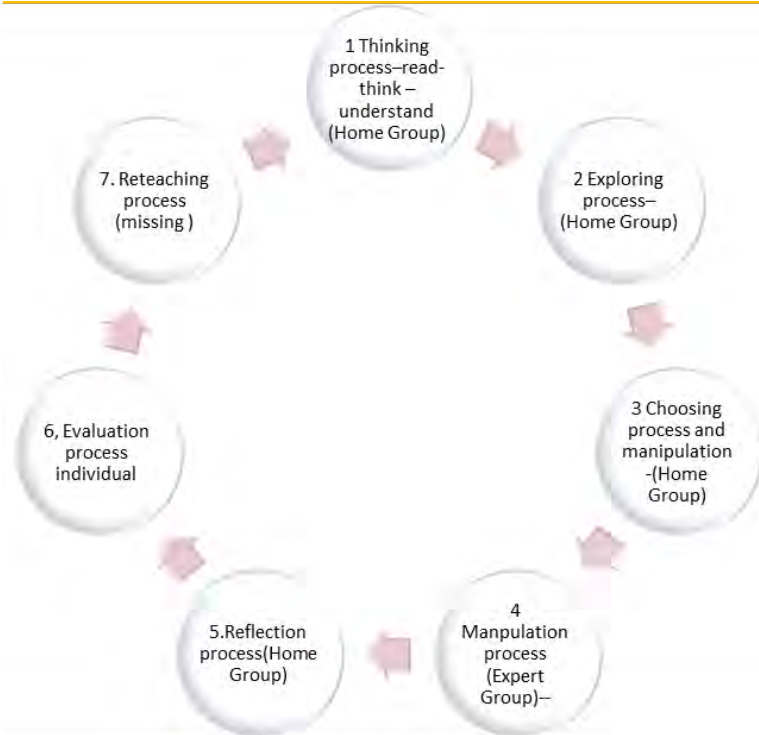 1 Thinking
process–read-
think –
understand
(Home Group)
2 Exploring
process–
(Home Group)
3 Choosing
process and
manipulation
-(Home
Group)
4
Manpulation
process
(Expert
Group)--
5.Reflection
process(Home
Group)
6, Evaluation
process
individual
7. Reteaching
process
(missing )